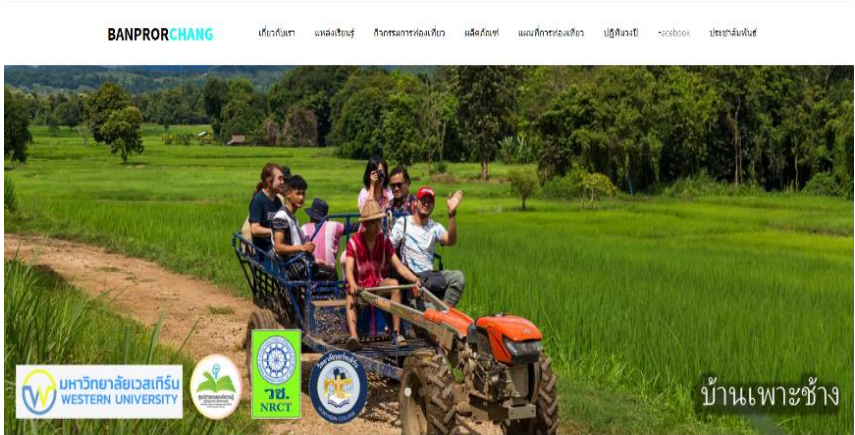 BANPRORCHANG
เกี่ยวกับเรา แหล่งเรียนรู้ กิจกรรมการท่องเที่ยว ผลิตภัณฑ์ แผนที่การท่องเที่ยว ปฏิทินวงปี Facebook ประชาสัมพันธ์
มหาวิทยาลัยเวสเทิร์น
WESTERN UNIVERSITY
วช.
NRCT
บ้านเพาะช้าง